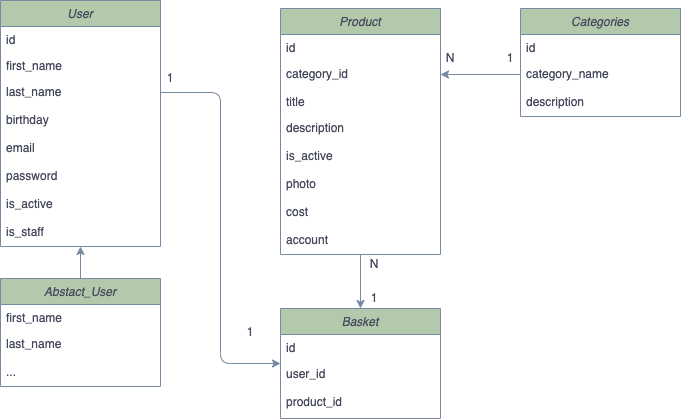 User
id
first_name
last_name
birthday
email
password
is_active
is_staff
Abstact_User
first_name
last_name
...
Product
id
category_id
title
description
is_active
photo
cost
account
Categories
id
category_name
description
Basket
id
user_id
product_id
1
1
N
1
N
1